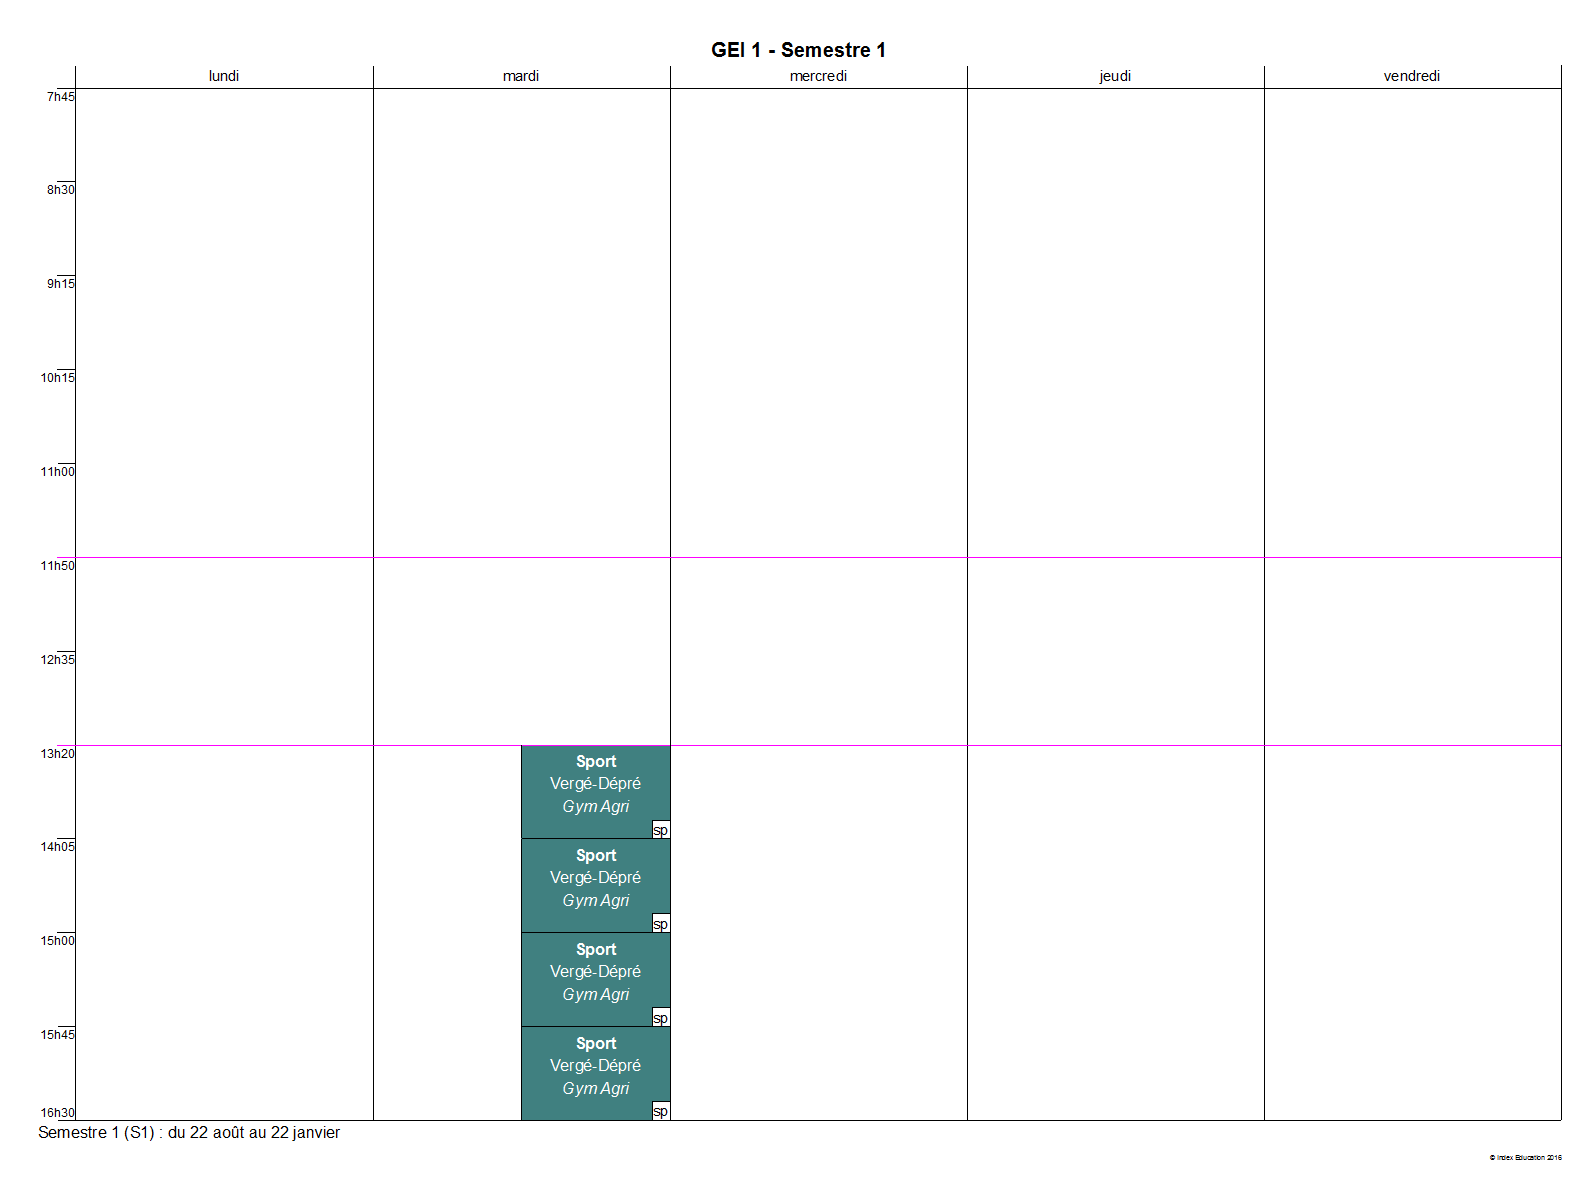 GEI 1 - Semestre 1
lundi mardi mercredi jeudi vendredi
7h45
8h30
9h15
10h15
11h00
11h50
12h35
13h20
Sport
Vergé-Dépré
Gym Agri
sp
14h05
Sport
Vergé-Dépré
Gym Agri
sp
15h00
Sport
Vergé-Dépré
Gym Agri
sp
15h45
Sport
Vergé-Dépré
Gym Agri
sp
16h30
Semestre 1 (S1) : du 22 août au 22 janvier
© Index Education 2016